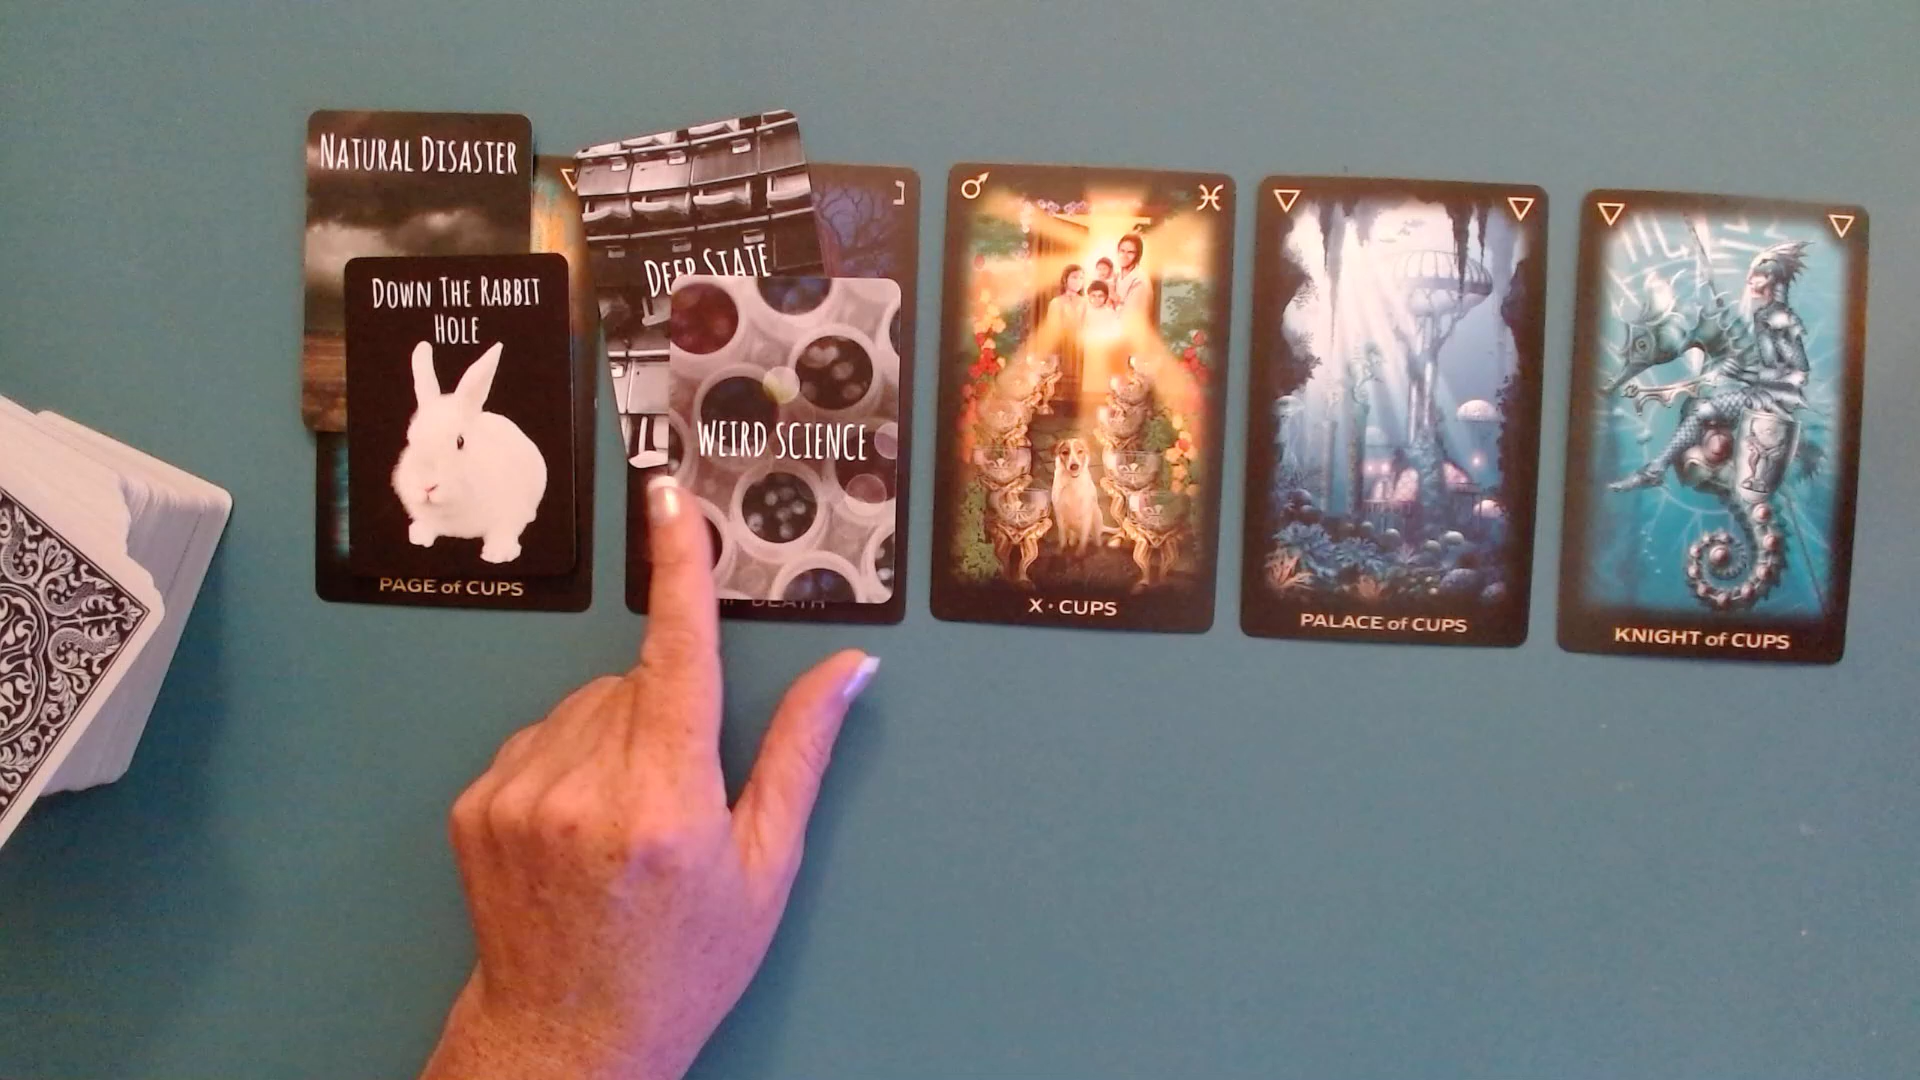 NATURAL DISASTER
DOWN THE RABBIT
HOLE
PAGE of CUPS
DEEP STATE
WEIRD SCIENCE
DEATH
X • CUPS
PALACE of CUPS
KNIGHT of CUPS